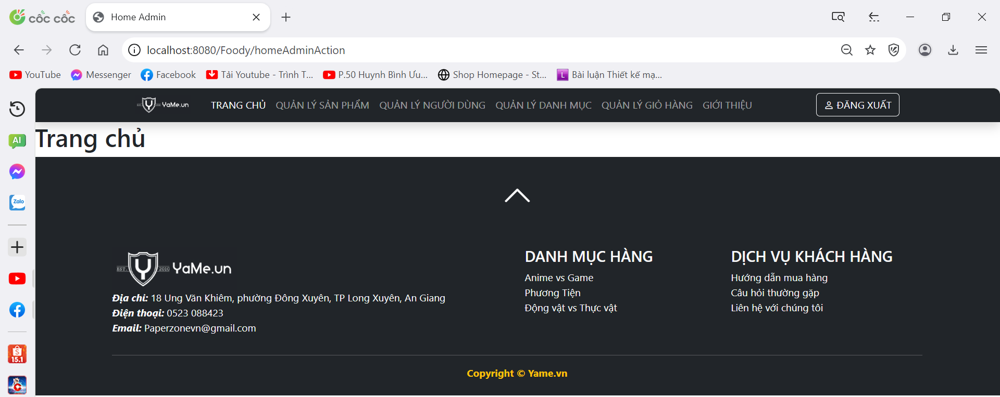 cốc cốc
Home Admin
localhost:8080/Foody/homeAdminAction
YouTube
Messenger
Facebook
Tải Youtube - Trình T...
P.50 Huynh Bình Ưu...
Shop Homepage - St...
L
Bài luận Thiết kế mạ...
YaMe.vn
TRANG CHỦ
QUẢN LÝ SẢN PHẨM
QUẢN LÝ NGƯỜI DÙNG
QUẢN LÝ DANH MỤC
QUẢN LÝ GIỎ HÀNG
GIỚI THIỆU
ĐĂNG XUẤT
AI
Zalo
S
15.1
C
Trang chủ
EST. Y 2010 YaMe.vn
Địa chỉ: 18 Ung Văn Khiêm, phường Đông Xuyên, TP Long Xuyên, An Giang
Điện thoại: 0523 088423
Email: Paperzonevn@gmail.com
DANH MỤC HÀNG
Anime vs Game
Phương Tiện
Động vật vs Thực vật
DỊCH VỤ KHÁCH HÀNG
Hướng dẫn mua hàng
Câu hỏi thường gặp
Liên hệ với chúng tôi
Copyright © Yame.vn